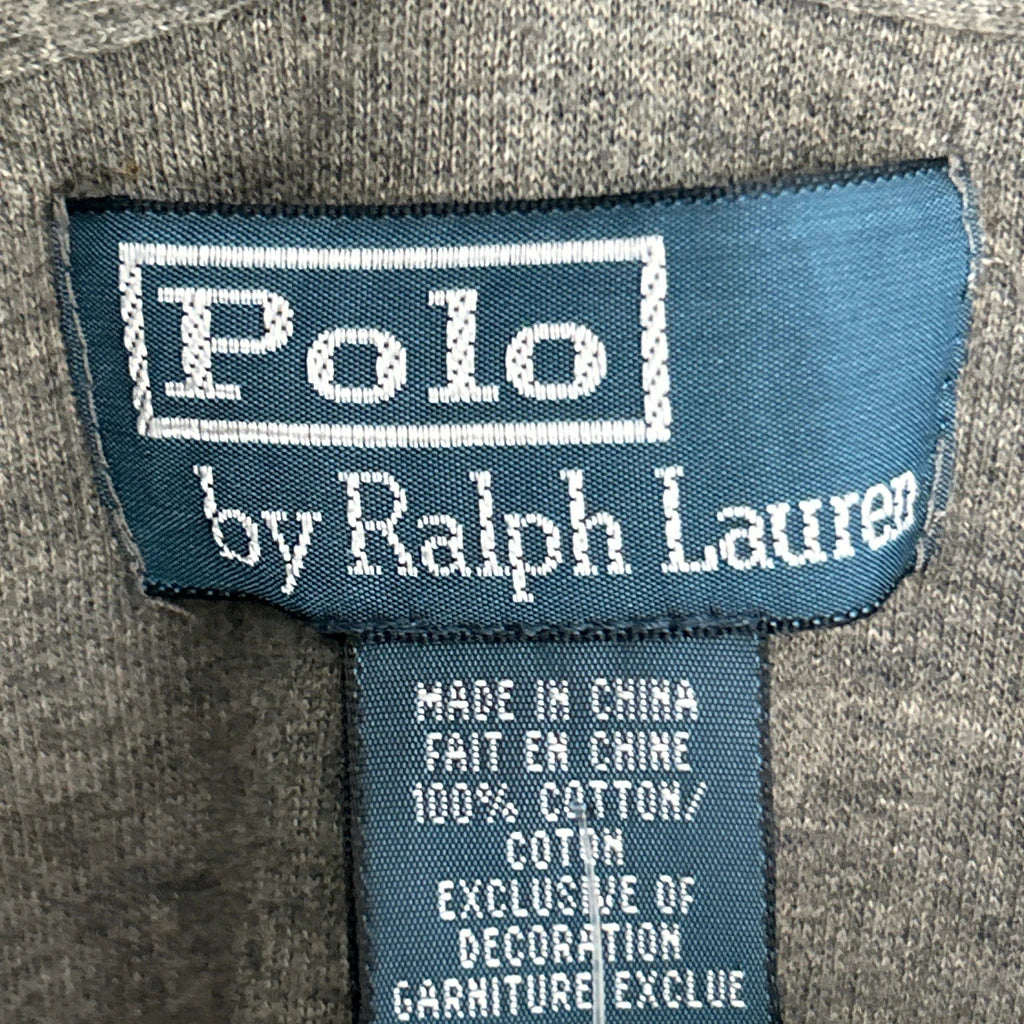 Polo
by Ralph Lauren
MADE IN CHINA
FAIT EN CHINE
100% COTTON/
COTON
EXCLUSIVE OF
DECORATION
GARNITURE EXCLUE